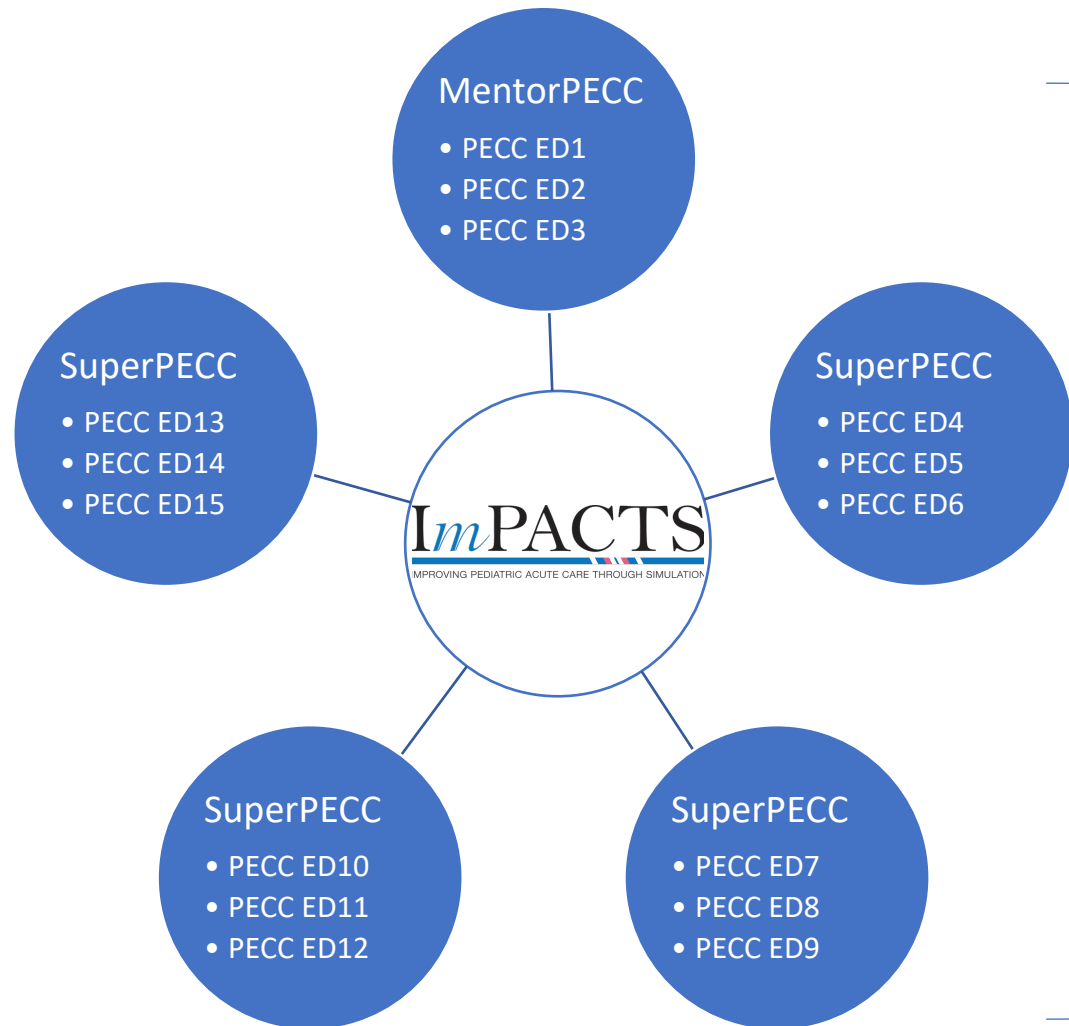 MentorPECC
• PECC ED1
• PECC ED2
• PECC ED3
SuperPECC
• PECC ED13
• PECC ED14
• PECC ED15
SuperPECC
• PECC ED4
• PECC ED5
• PECC ED6
ImPACTS
IMPROVING PEDIATRIC ACUTE CARE THROUGH SIMULATION
SuperPECC
• PECC ED10
• PECC ED11
• PECC ED12
SuperPECC
• PECC ED7
• PECC ED8
• PECC ED9